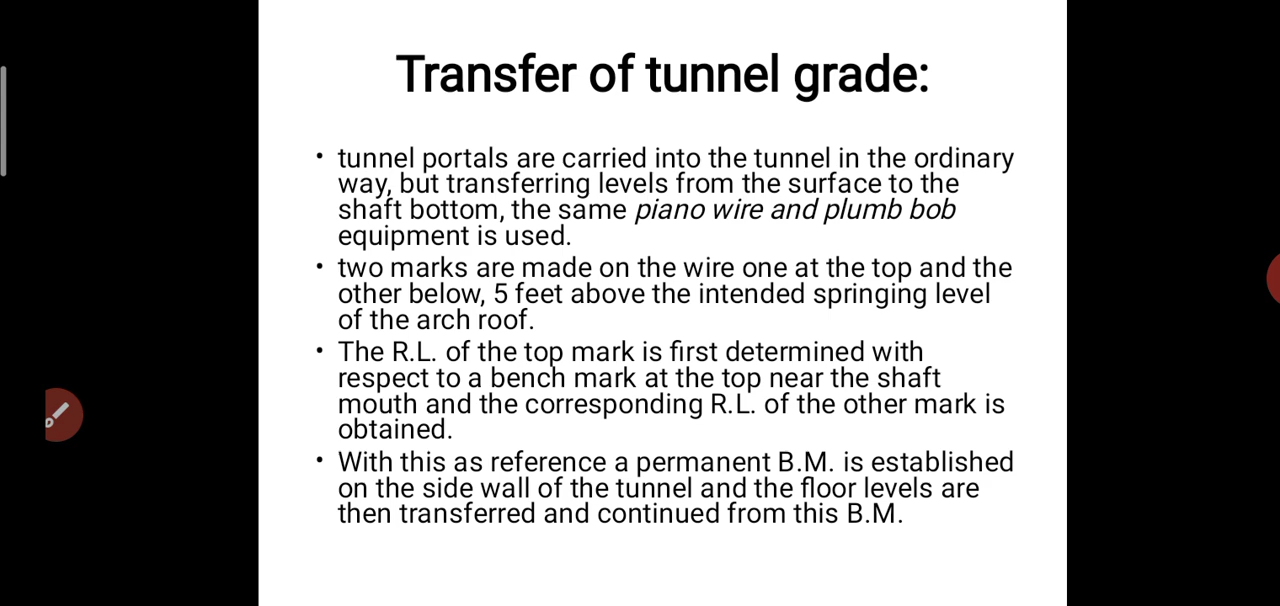 Transfer of tunnel grade:
• tunnel portals are carried into the tunnel in the ordinary
way, but transferring levels from the surface to the
shaft bottom, the same piano wire and plumb bob
equipment is used.
• two marks are made on the wire one at the top and the
other below, 5 feet above the intended springing level
of the arch roof.
• The R.L. of the top mark is first determined with
respect to a bench mark at the top near the shaft
mouth and the corresponding R.L. of the other mark is
obtained.
• With this as reference a permanent B.M. is established
on the side wall of the tunnel and the floor levels are
then transferred and continued from this B.M.